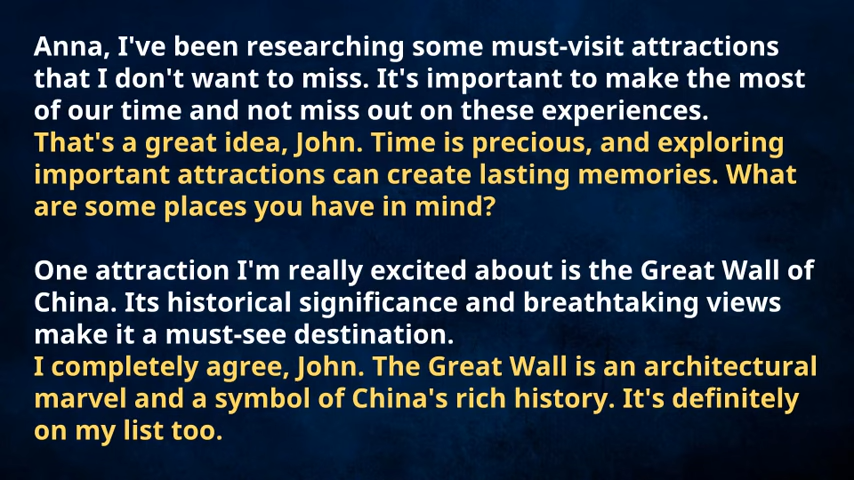 Anna, I've been researching some must-visit attractions
that I don't want to miss. It's important to make the most
of our time and not miss out on these experiences.
That's a great idea, John. Time is precious, and exploring
important attractions can create lasting memories. What
are some places you have in mind?
One attraction I'm really excited about is the Great Wall of
China. Its historical significance and breathtaking views
make it a must-see destination.
I completely agree, John. The Great Wall is an architectural
marvel and a symbol of China's rich history. It's definitely
on my list too.